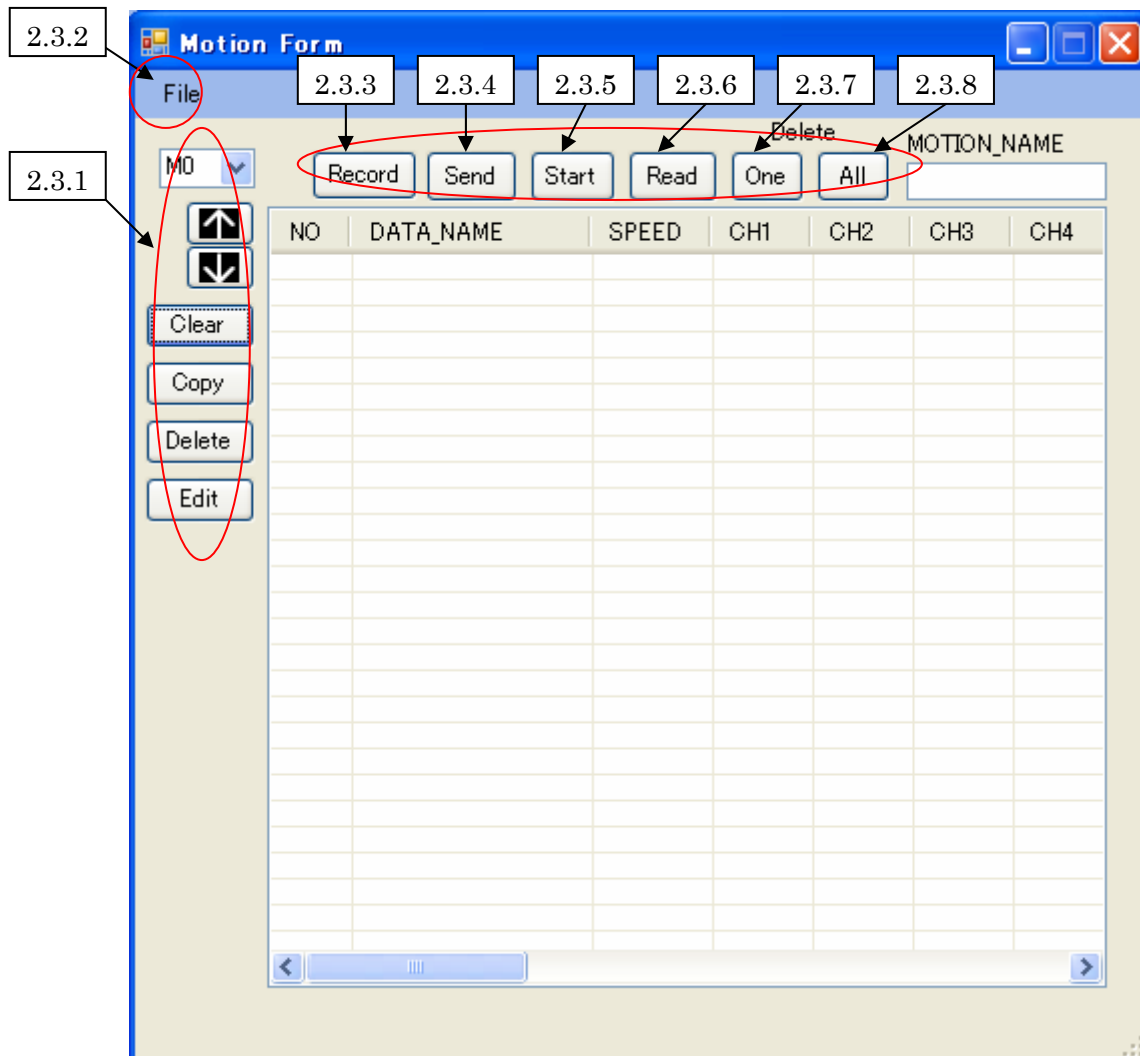 2.3.2
Motion Form
2.3.3 2.3.4 2.3.5 2.3.6 2.3.7 2.3.8
File
Delete
MOTION_NAME
M0
Record Send Start Read One All
2.3.1
NO DATA_NAME SPEED CH1 CH2 CH3 CH4
Clear
Copy
Delete
Edit